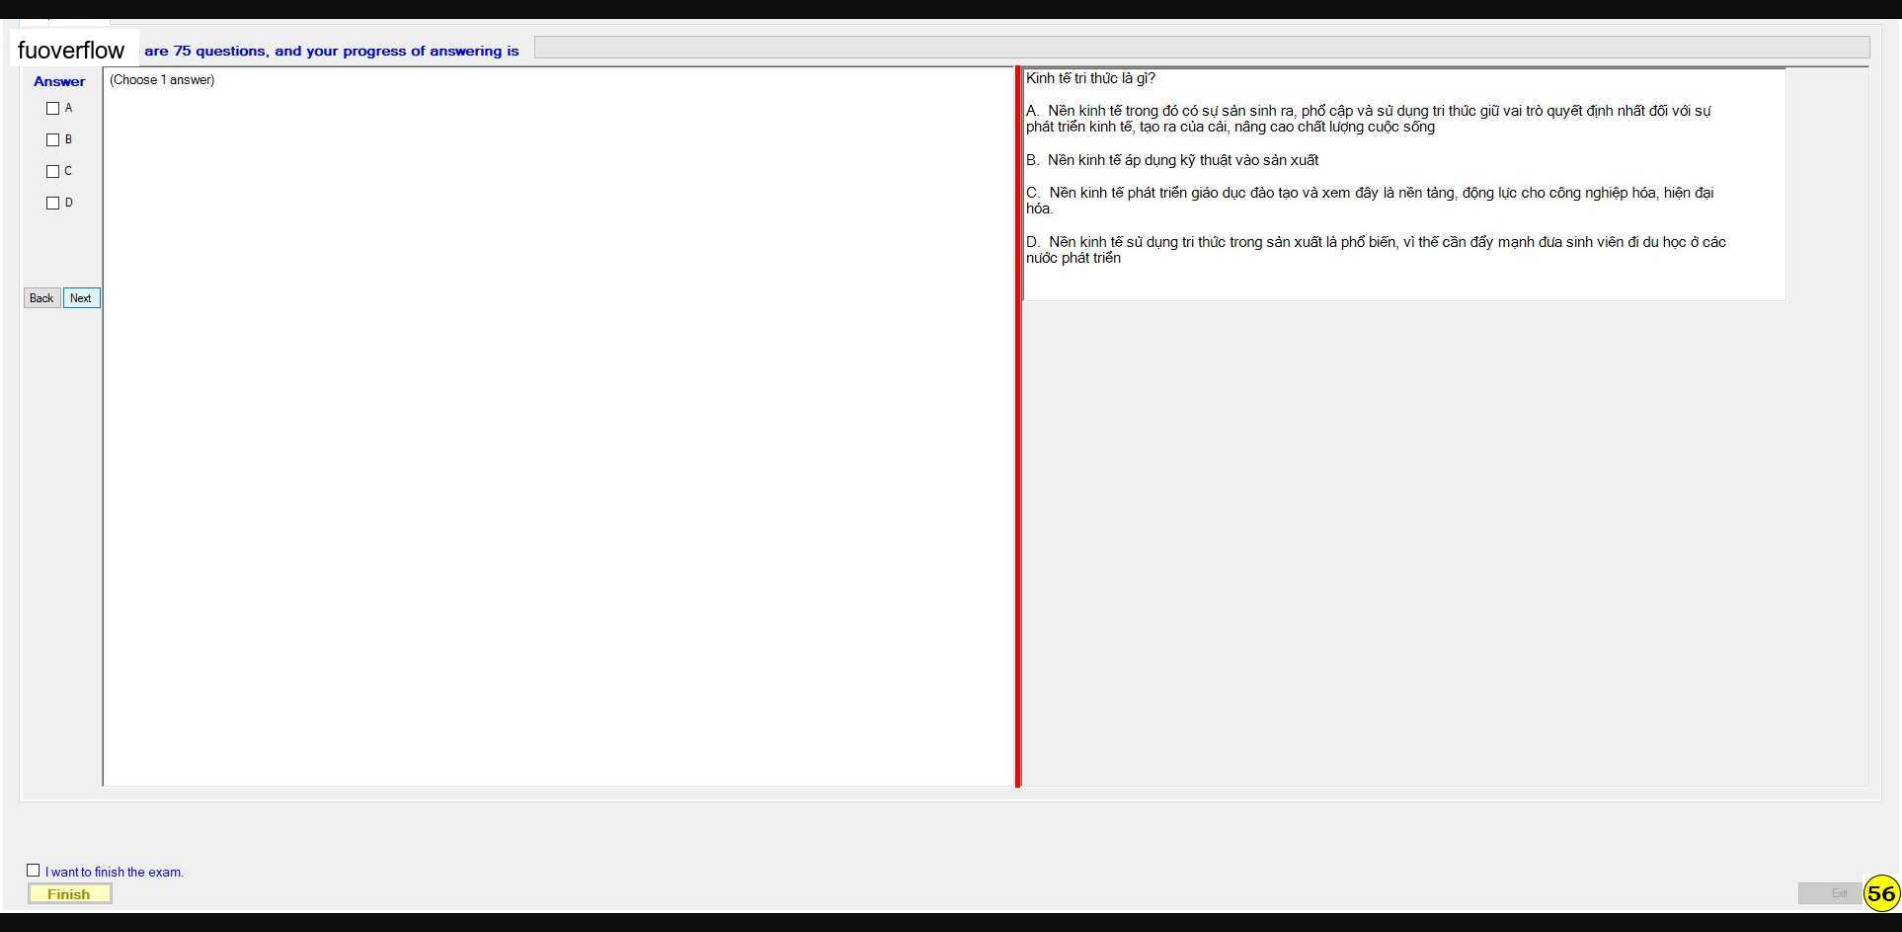 fuoverflow are 75 questions, and your progress of answering is
Answer
(Choose 1 answer)
A
B
C
D
Back Next
Kinh tế tri thức là gì?
A. Nền kinh tế trong đó có sự sản sinh ra, phổ cập và sử dụng tri thức giữ vai trò quyết định nhất đối với sự
phát triển kinh tế, tạo ra của cải, nâng cao chất lượng cuộc sống
B. Nền kinh tế áp dụng kỹ thuật vào sản xuất
C. Nền kinh tế phát triển giáo dục đào tạo và xem đây là nền tảng, động lực cho công nghiệp hóa, hiện đại
hóa.
D. Nền kinh tế sử dụng tri thức trong sản xuất là phổ biến, vì thế cần đẩy mạnh đưa sinh viên đi du học ở các
nước phát triển
I want to finish the exam.
Finish
Exit
56